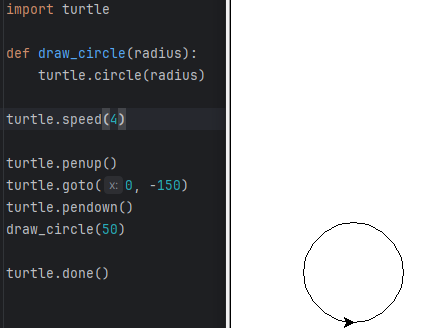 import turtle
def draw_circle(radius):
turtle.circle(radius)
turtle.speed(4)
turtle.penup()
turtle.goto(x: 0, -150)
turtle.pendown()
draw_circle(50)
turtle.done()